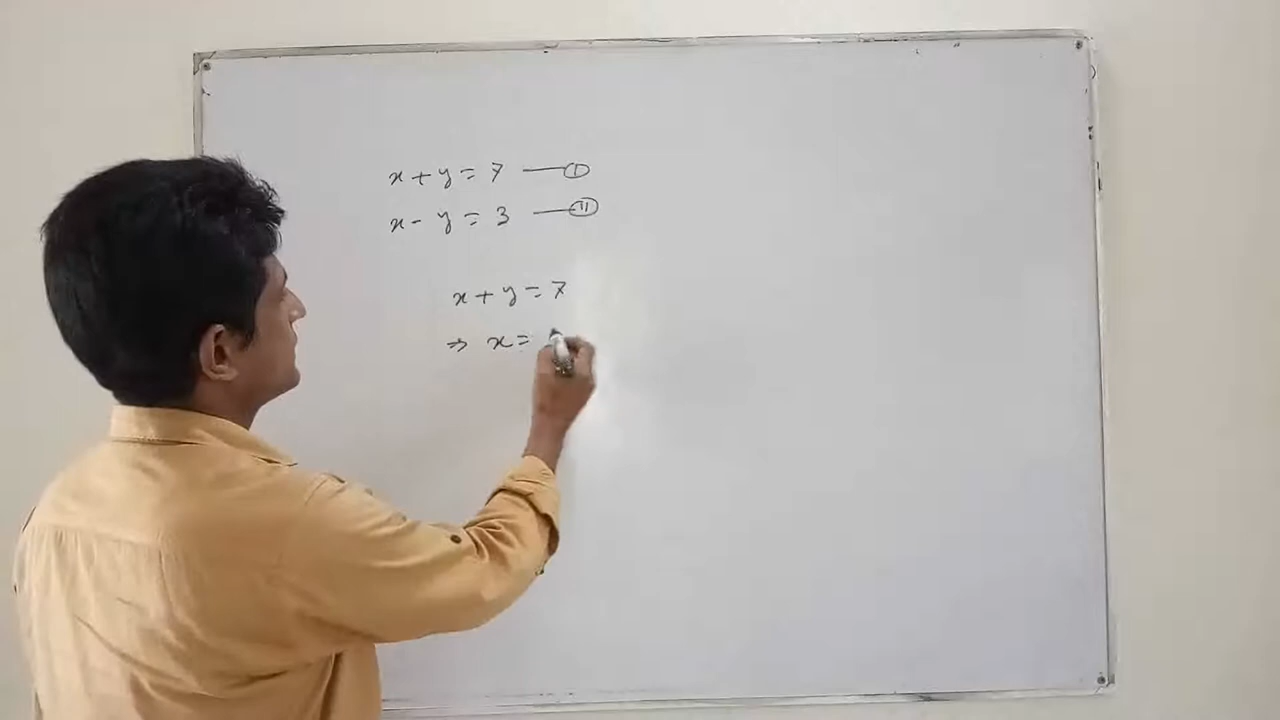 x + y = 7 —— (I)
x - y = 3 —— (II)
x + y = 7
⇒ x =